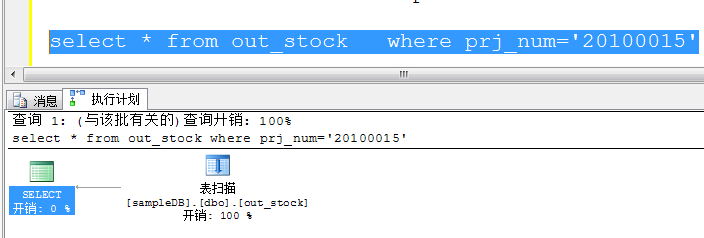 select * from out_stock   where prj_num='20100015'
消息 执行计划
查询 1: (与该批有关的)查询开销: 100%
select * from out_stock where prj_num='20100015'
SELECT
开销: 0 %
表扫描
[sampleDB].[dbo].[out_stock]
开销: 100 %